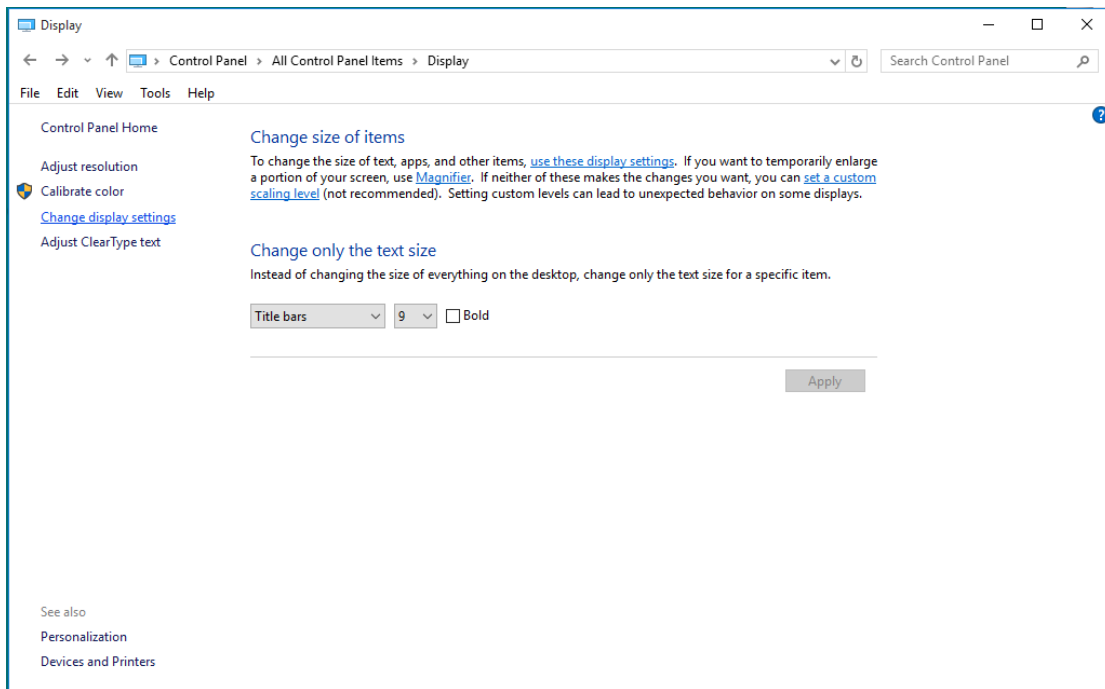 Display
Control Panel > All Control Panel Items > Display
Search Control Panel
File Edit View Tools Help
?
Control Panel Home
Adjust resolution
Calibrate color
Change display settings
Adjust ClearType text
Change size of items
To change the size of text, apps, and other items, use these display settings. If you want to temporarily enlarge
a portion of your screen, use Magnifier. If neither of these makes the changes you want, you can set a custom
scaling level (not recommended). Setting custom levels can lead to unexpected behavior on some displays.
Change only the text size
Instead of changing the size of everything on the desktop, change only the text size for a specific item.
Title bars 9 Bold
Apply
See also
Personalization
Devices and Printers